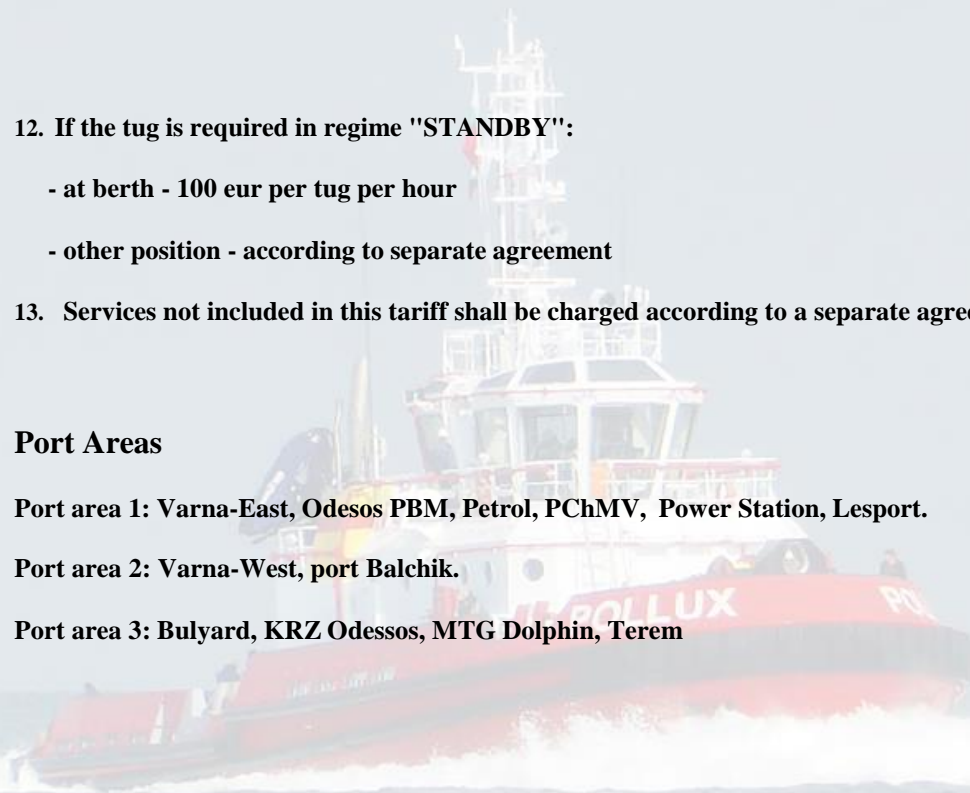 12. If the tug is required in regime "STANDBY":
- at berth - 100 eur per tug per hour
- other position - according to separate agreement
13. Services not included in this tariff shall be charged according to a separate
Port Areas
Port area 1: Varna-East, Odesos PBM, Petrol, PChMV, Power Station, Lesport.
Port area 2: Varna-West, port Balchik.
Port area 3: Bulyard, KRZ Odessos, MTG Dolphin, Terem
POLLUX